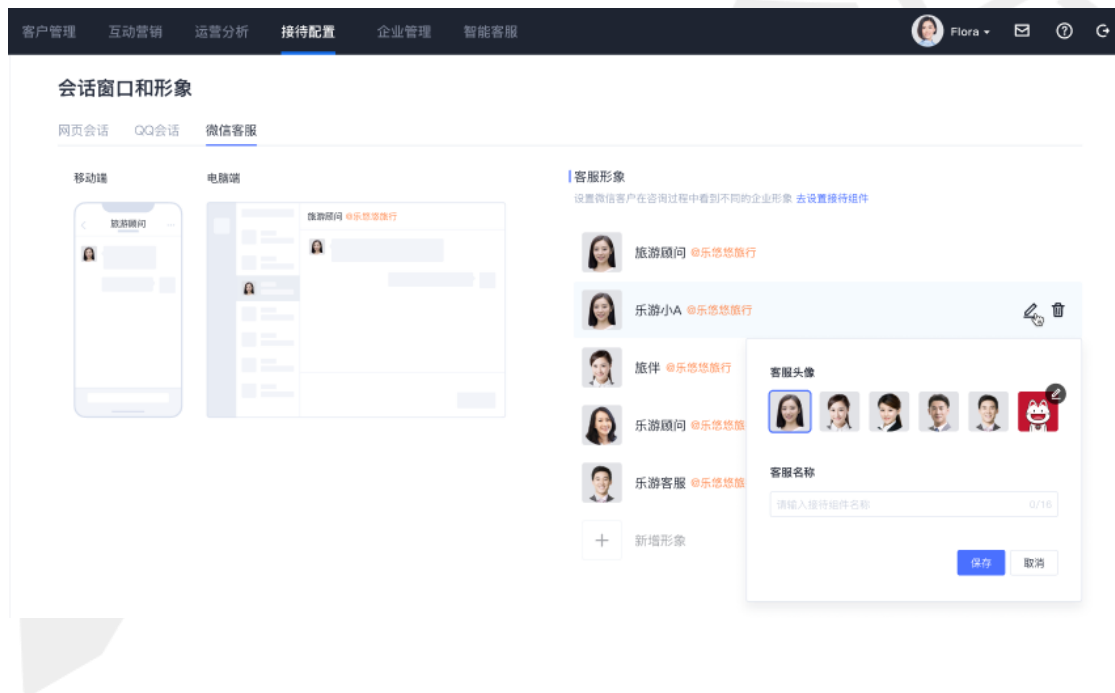 客户管理 互动营销 运营分析 接待配置 企业管理 智能客服 Flora
会话窗口和形象
网页会话 QQ会话 微信客服
移动端 电脑端
旅游顾问
旅游顾问 @乐悠悠旅行
客服形象
设置微信客户在咨询过程中看到不同的企业形象 去设置接待组件
旅游顾问 @乐悠悠旅行
乐游小A @乐悠悠旅行
旅伴 @乐悠悠旅行
乐游顾问 @乐悠悠旅
乐游客服 @乐悠悠旅
新增形象
客服头像
客服名称
请输入接待组件名称 0/16
保存 取消